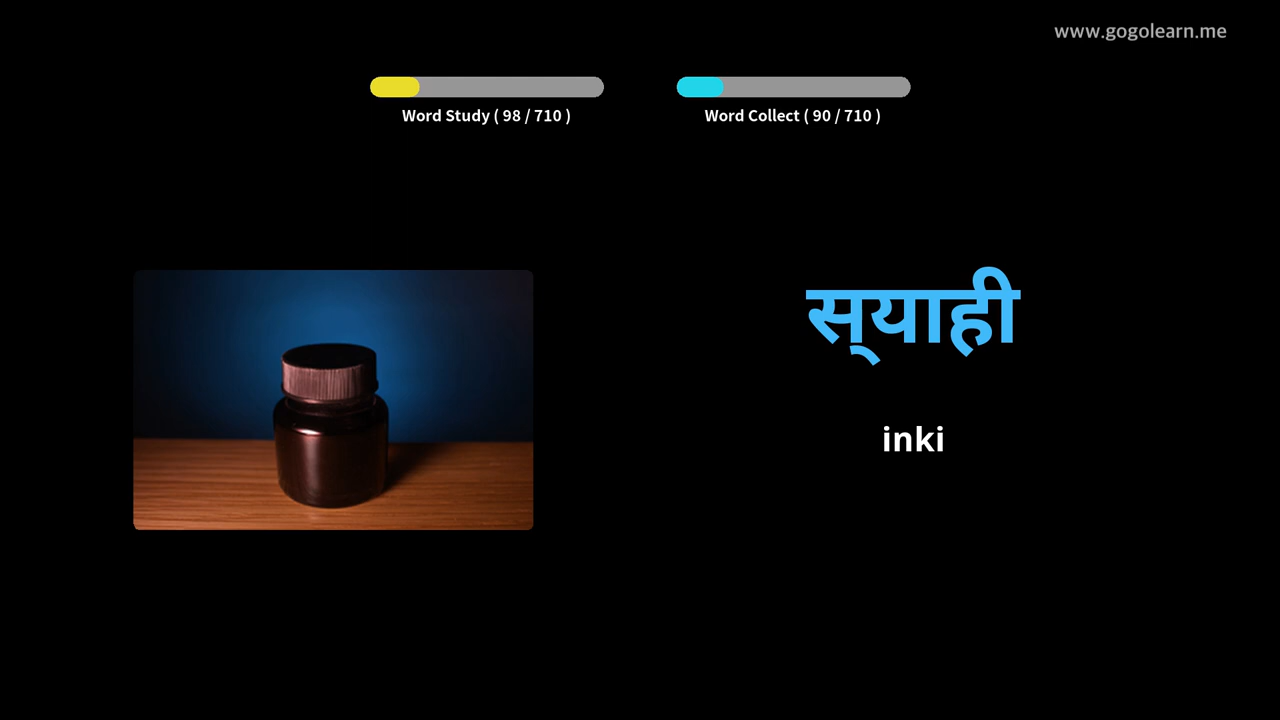 www.gogolearn.me
Word Study ( 98 / 710 )
Word Collect ( 90 / 710 )
स्‌याही
inki